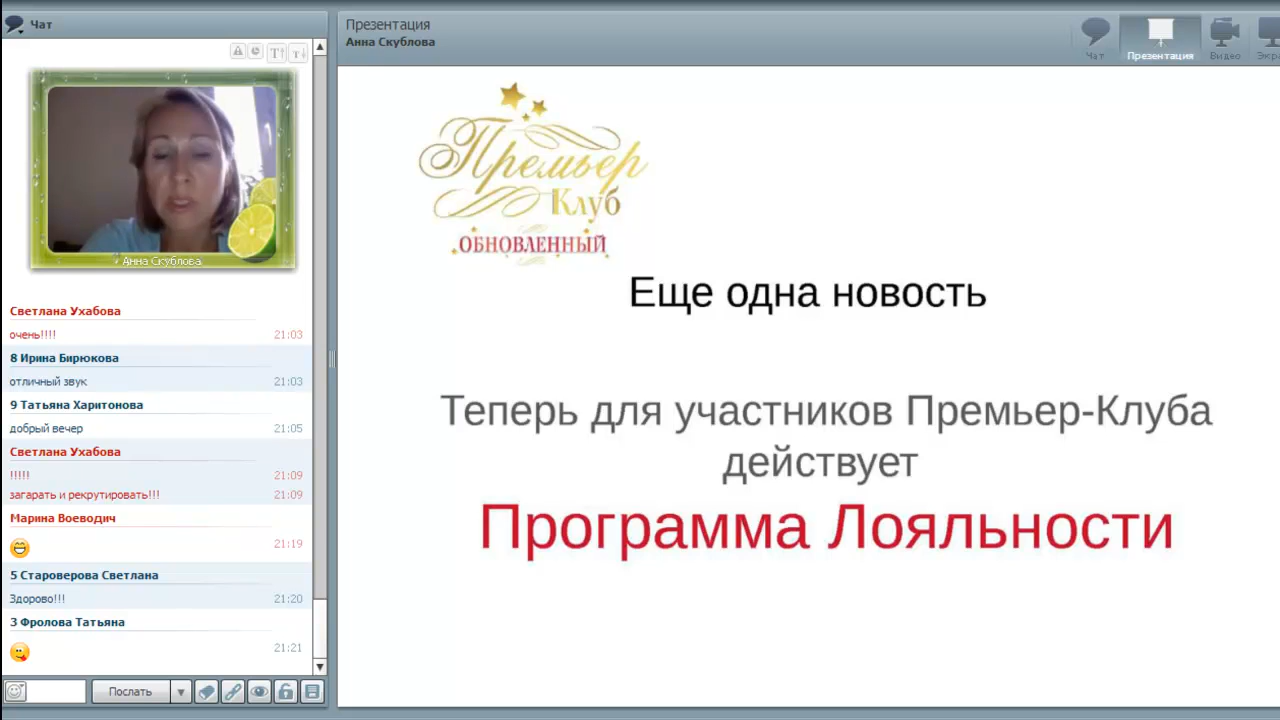 Чат
Анна Скублова
Светлана Ухабова
очень!!!!
21:03
8 Ирина Бирюкова
отличный звук
21:03
9 Татьяна Харитонова
добрый вечер
21:05
Светлана Ухабова
!!!!!
21:09
загарать и рекрутировать!!!
21:09
Марина Воеводич
21:19
5 Староверова Светлана
Здорово!!!
21:20
3 Фролова Татьяна
21:21
Послать
Презентация
Анна Скублова
Чат
Презентация
Видео
Премьер
Клуб
ОБНОВЛЕННЫЙ
Еще одна новость
Теперь для участников Премьер-Клуба
действует
Программа Лояльности